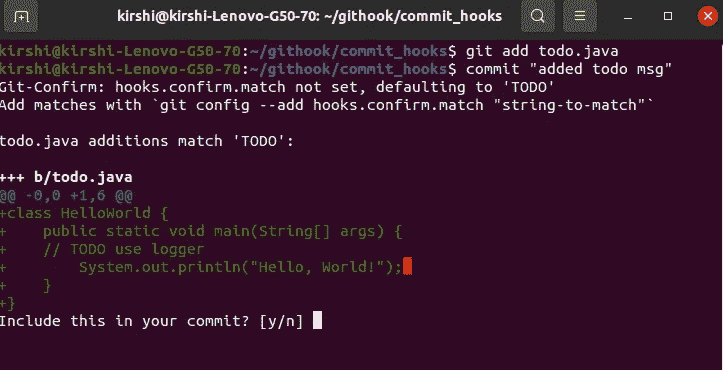 kirshi@kirshi-Lenovo-G50-70: ~/githook/commit_hooks
kirshi@kirshi-Lenovo-G50-70:~/githook/commit_hooks$ git add todo.java
kirshi@kirshi-Lenovo-G50-70:~/githook/commit_hooks$ commit "added todo msg"
Git-Confirm: hooks.confirm.match not set, defaulting to 'TODO'
Add matches with `git config --add hooks.confirm.match "string-to-match"`
todo.java additions match 'TODO':
+++ b/todo.java
@@ -0,0 +1,6 @@
+class HelloWorld {
+    public static void main(String[] args) {
+    // TODO use logger
+        System.out.println("Hello, World!");
+    }
+}
Include this in your commit? [y/n]